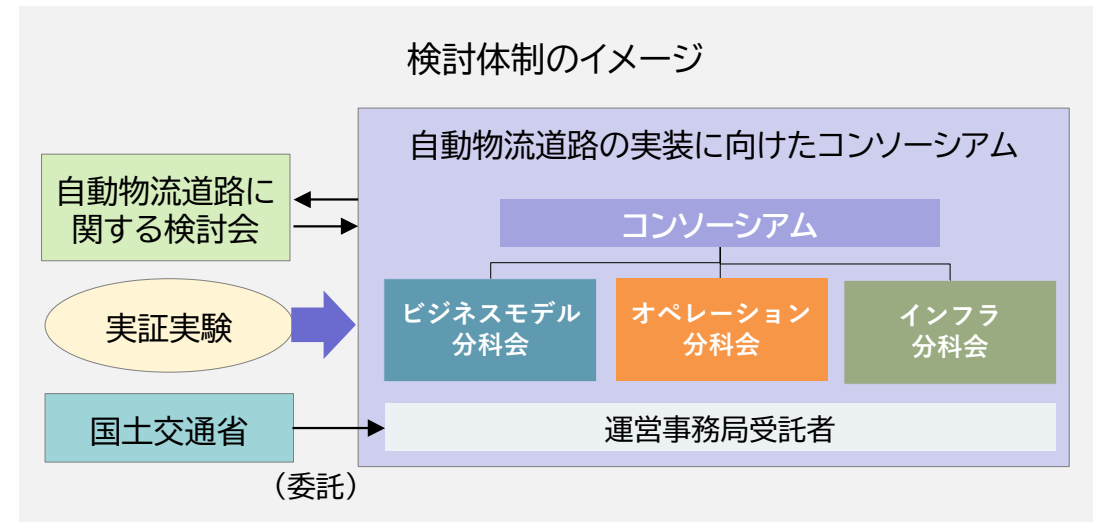 検討体制のイメージ
自動物流道路の実装に向けたコンソーシアム
自動物流道路に
関する検討会
コンソーシアム
ビジネスモデル
分科会
オペレーション
分科会
インフラ
分科会
実証実験
国土交通省
運営事務局受託者
（委託）